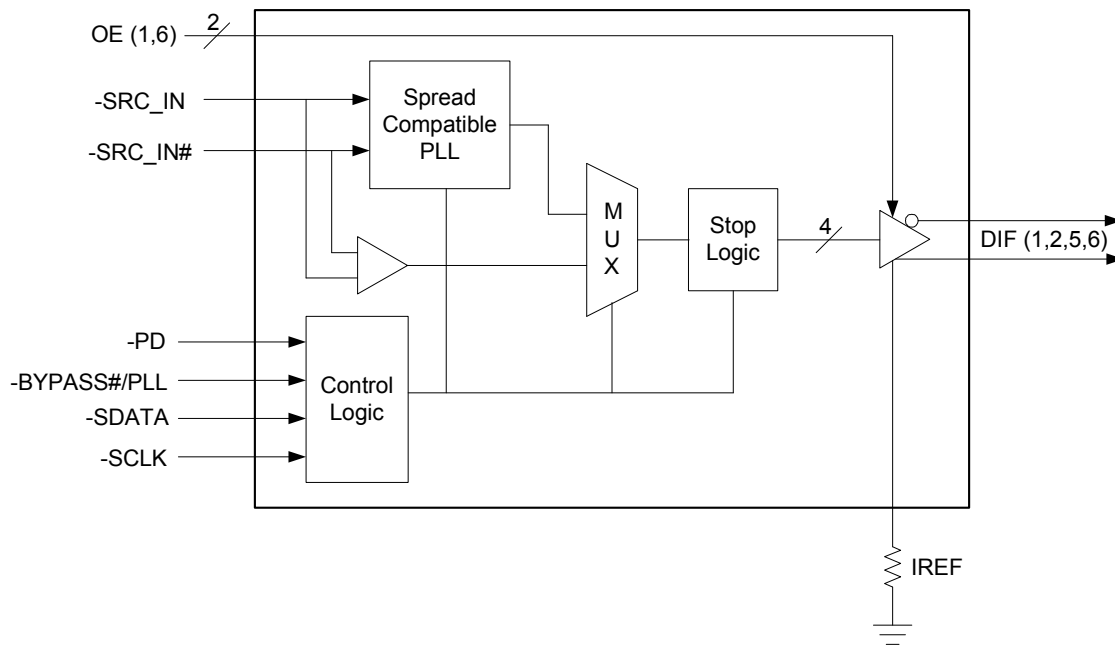 OE (1,6)
2
-SRC_IN
-SRC_IN#
Spread
Compatible
PLL
M
U
X
Stop
Logic
4
DIF (1,2,5,6)
-PD
-BYPASS#/PLL
-SDATA
-SCLK
Control
Logic
IREF